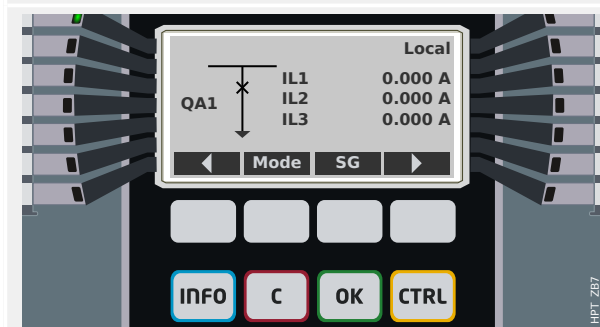 Local
IL1 0.000 A
QA1 IL2 0.000 A
IL3 0.000 A
Mode SG
INFO C OK CTRL
HPT ZB7